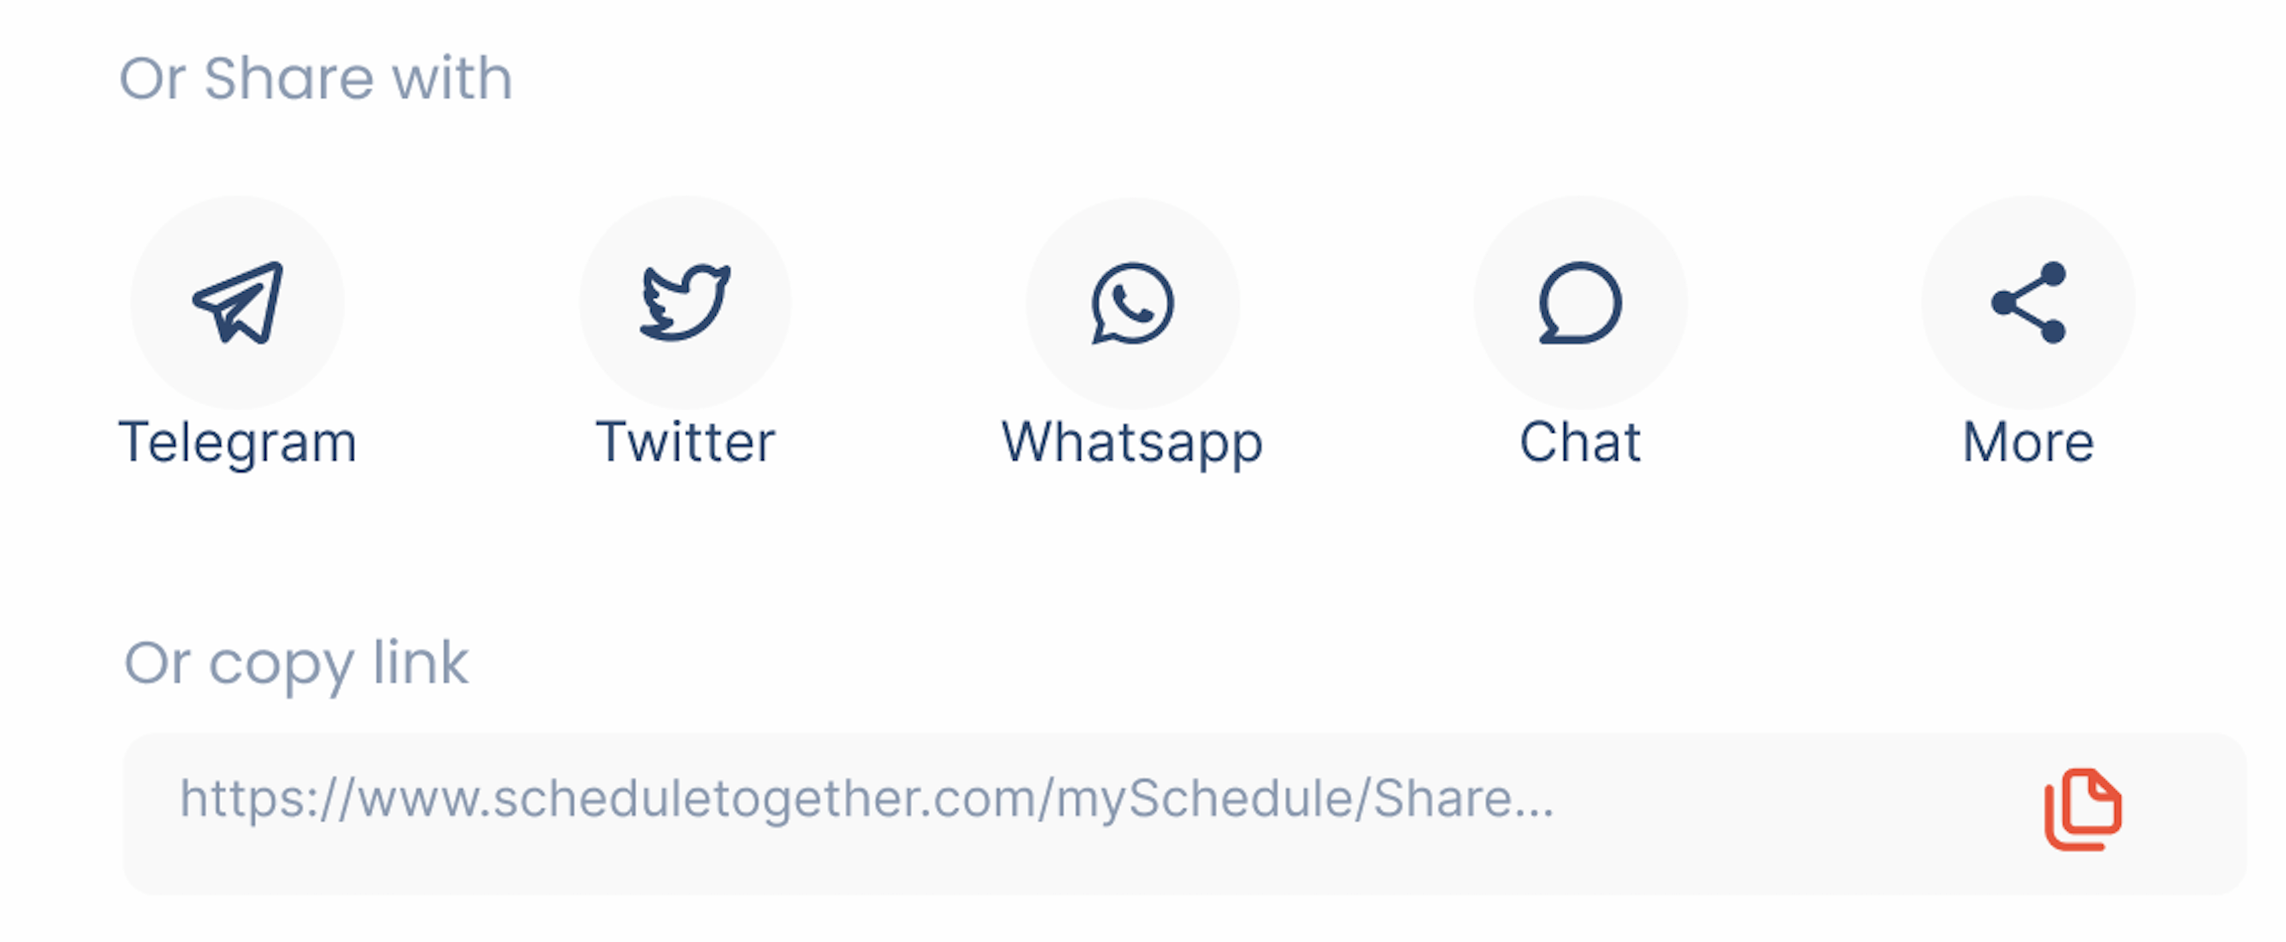 Or Share with
Telegram Twitter Whatsapp Chat More
Or copy link
https://www.scheduletogether.com/mySchedule/Share...